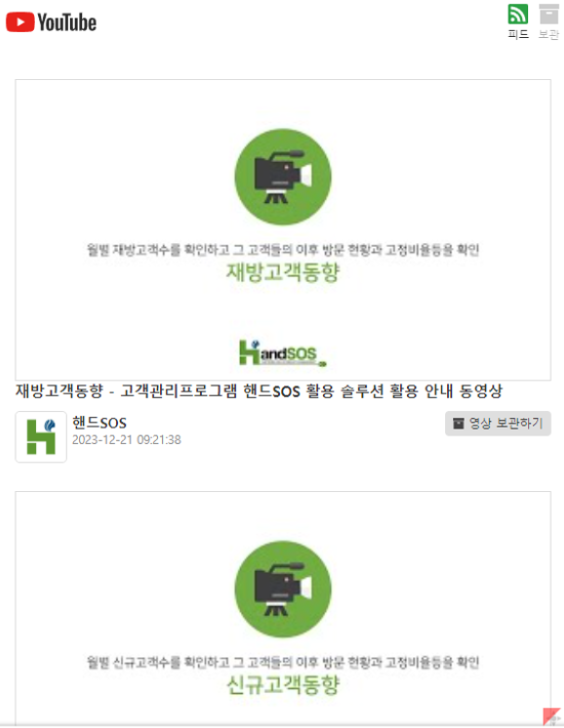 YouTube
피드 보관
월별 재방고객수를 확인하고 그 고객들의 이후 방문 현황과 고정비율등을 확인
재방고객동향
HandSOS
재방고객동향 - 고객관리프로그램 핸드SOS 활용 솔루션 활용 안내 동영상
핸드SOS
영상 보관하기
2023-12-21 09:21:38
월별 신규고객수를 확인하고 그 고객들의 이후 방문 현황과 고정비율등을 확인
신규고객동향